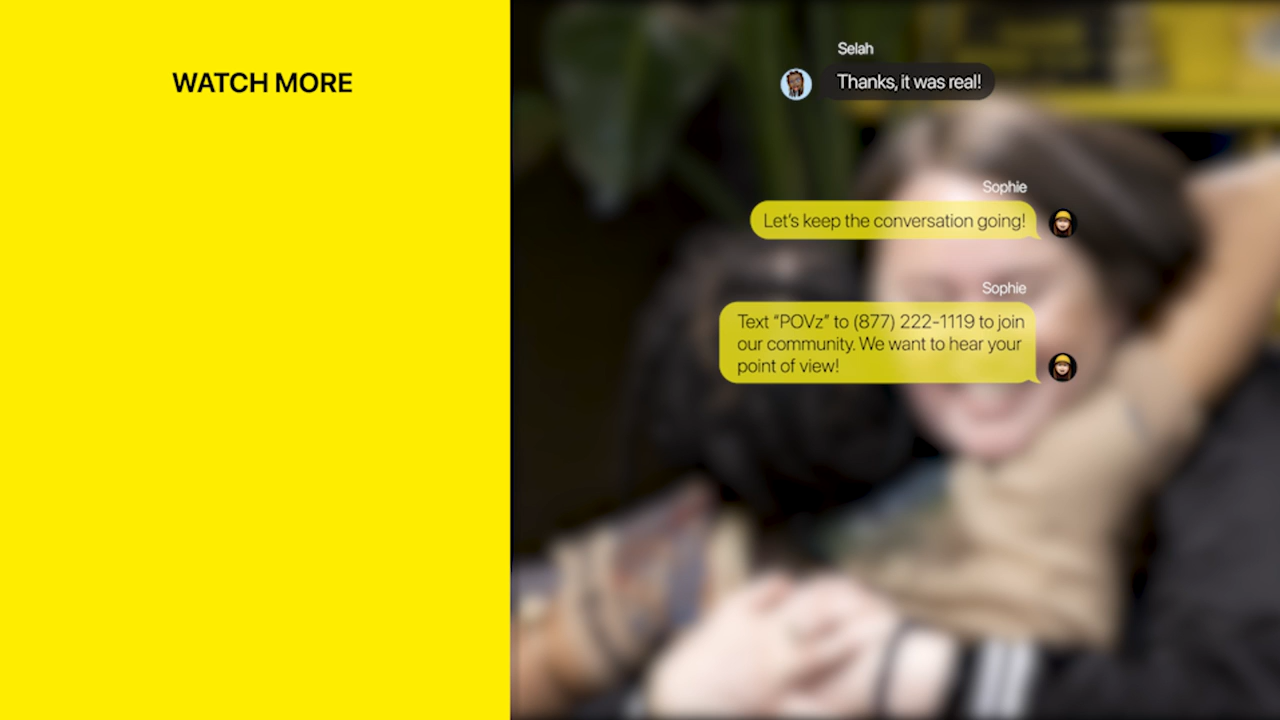 WATCH MORE
Selah
Thanks, it was real!
Sophie
Let's keep the conversation going!
Sophie
Text “POVz” to (877) 222-1119 to join
our community. We want to hear your
point of view!